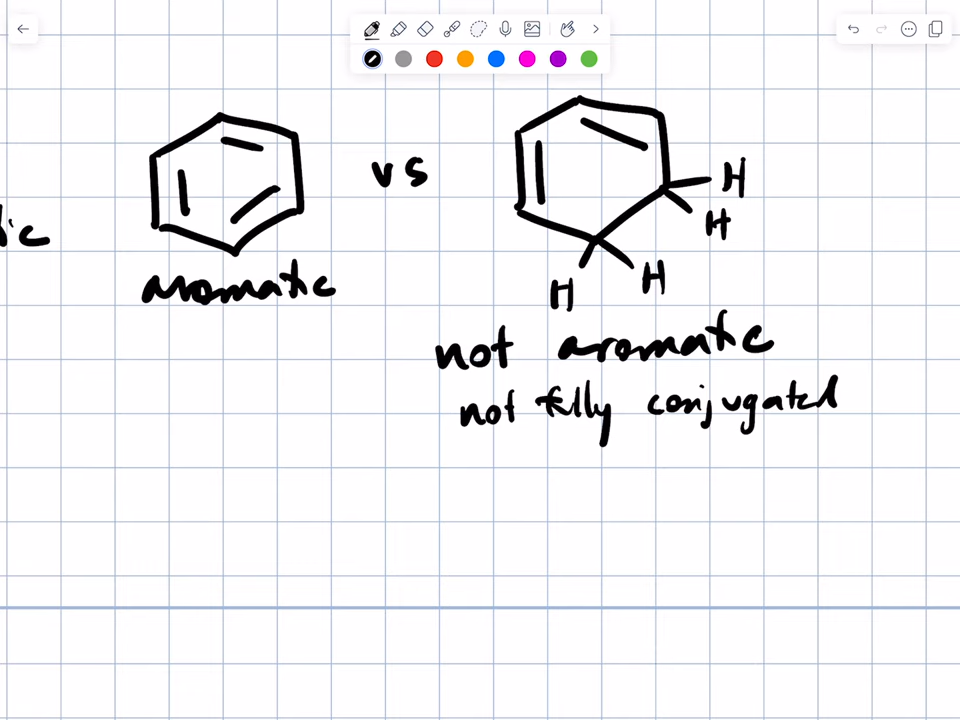 vs
H
H
H
H
aromatic
not aromatic
not fully conjugated